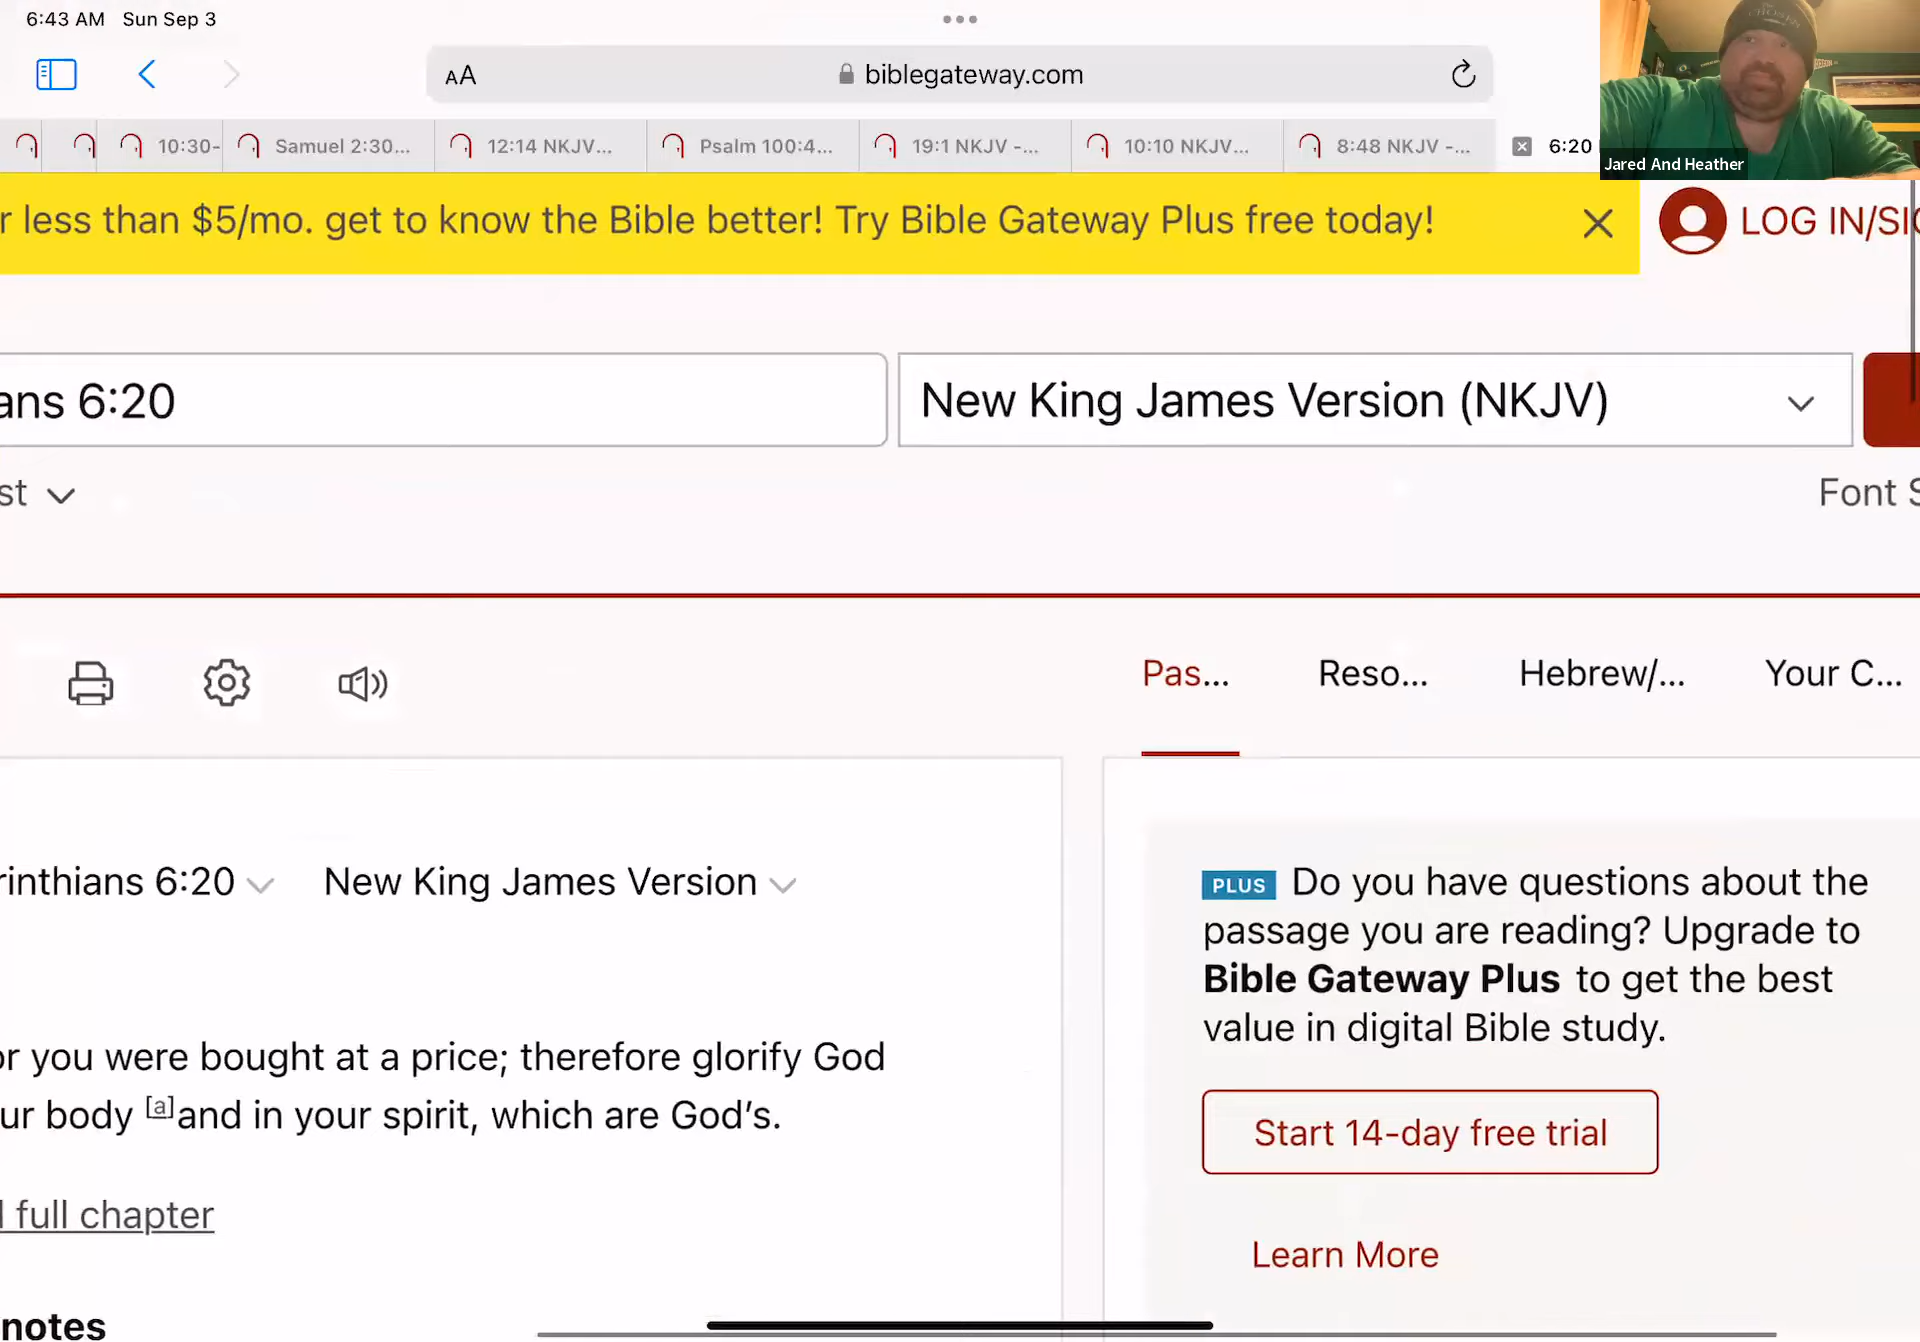 6:43 AM Sun Sep 3
AA biblegateway.com
10:30- Samuel 2:30... 12:14 NKJV... Psalm 100:4... 19:1 NKJV -... 10:10 NKJV... 8:48 NKJV -... 6:20
Jared And Heather
r less than $5/mo. get to know the Bible better! Try Bible Gateway Plus free today!
LOG IN/SI
ans 6:20
New King James Version (NKJV)
st
Font S
Pas... Reso... Hebrew/... Your C...
rinthians 6:20 New King James Version
or you were bought at a price; therefore glorify God
ur body [a]and in your spirit, which are God's.
full chapter
notes
PLUS Do you have questions about the
passage you are reading? Upgrade to
Bible Gateway Plus to get the best
value in digital Bible study.
Start 14-day free trial
Learn More